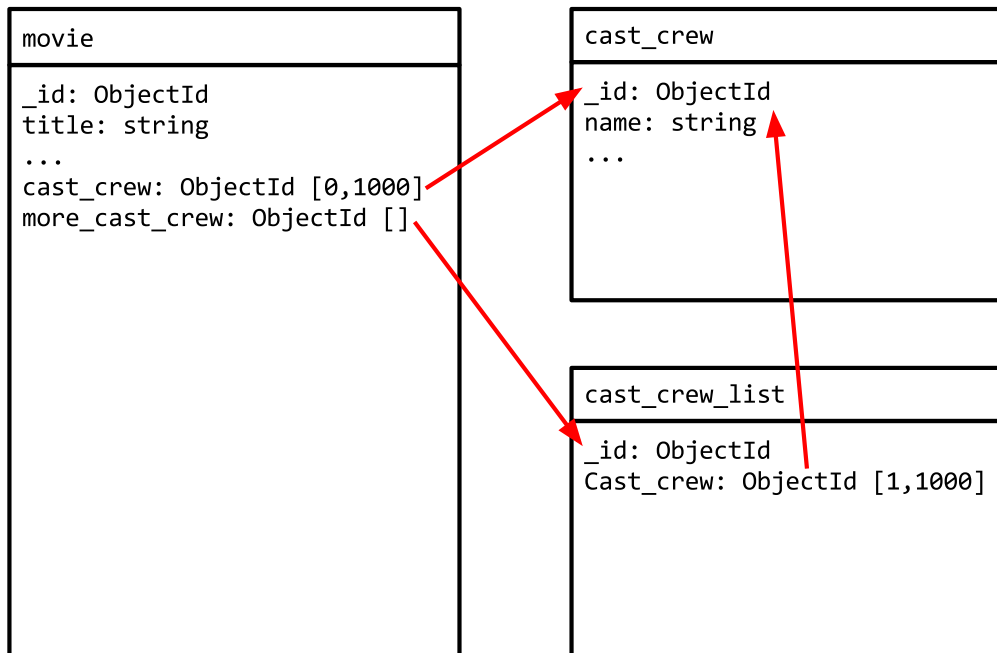 movie
_id: ObjectId
title: string
...
cast_crew: ObjectId [0,1000]
more_cast_crew: ObjectId []
cast_crew
_id: ObjectId
name: string
...
cast_crew_list
_id: ObjectId
Cast_crew: ObjectId [1,1000]